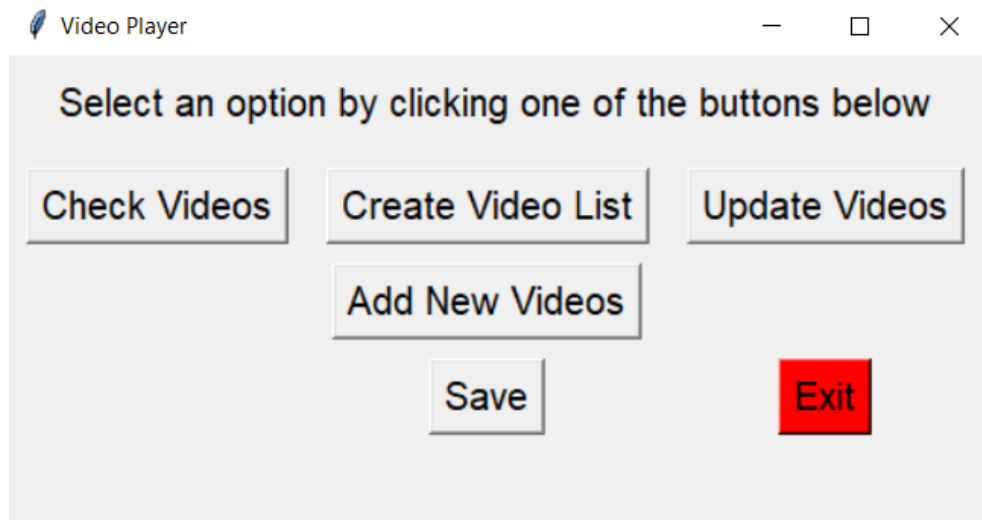 Video Player
Select an option by clicking one of the buttons below
Check Videos Create Video List Update Videos
Add New Videos
Save Exit